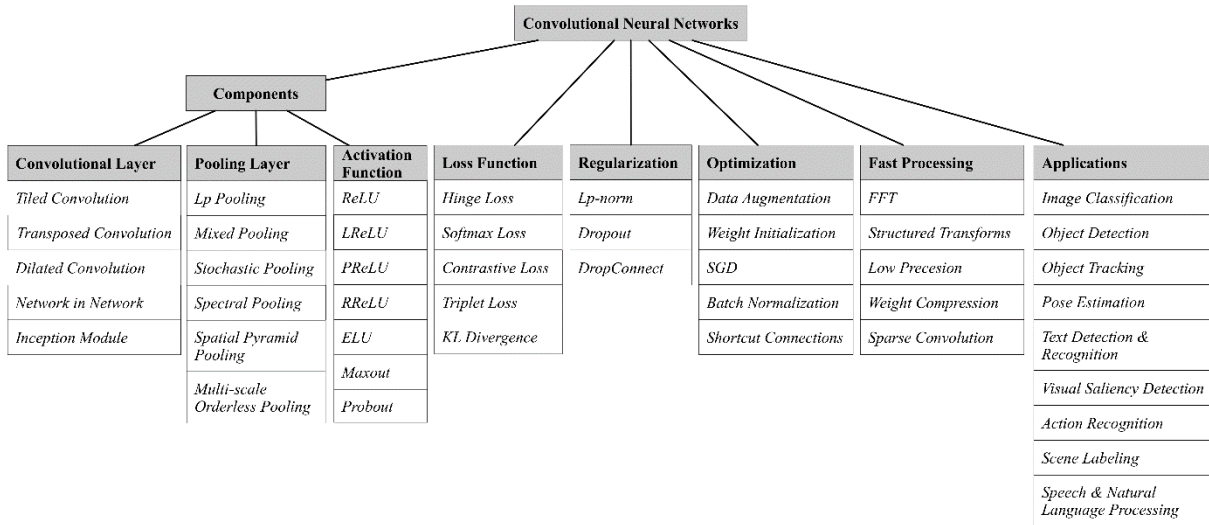 Convolutional Neural Networks
Components
Convolutional Layer
Tiled Convolution
Transposed Convolution
Dilated Convolution
Network in Network
Inception Module
Pooling Layer
Lp Pooling
Mixed Pooling
Stochastic Pooling
Spectral Pooling
Spatial Pyramid
Pooling
Multi-scale
Orderless Pooling
Activation
Function
ReLU
LReLU
PReLU
RReLU
ELU
Maxout
Probout
Loss Function
Hinge Loss
Softmax Loss
Contrastive Loss
Triplet Loss
KL Divergence
Regularization
Lp-norm
Dropout
DropConnect
Optimization
Data Augmentation
Weight Initialization
SGD
Batch Normalization
Shortcut Connections
Fast Processing
FFT
Structured Transforms
Low Precesion
Weight Compression
Sparse Convolution
Applications
Image Classification
Object Detection
Object Tracking
Pose Estimation
Text Detection &
Recognition
Visual Saliency Detection
Action Recognition
Scene Labeling
Speech & Natural
Language Processing